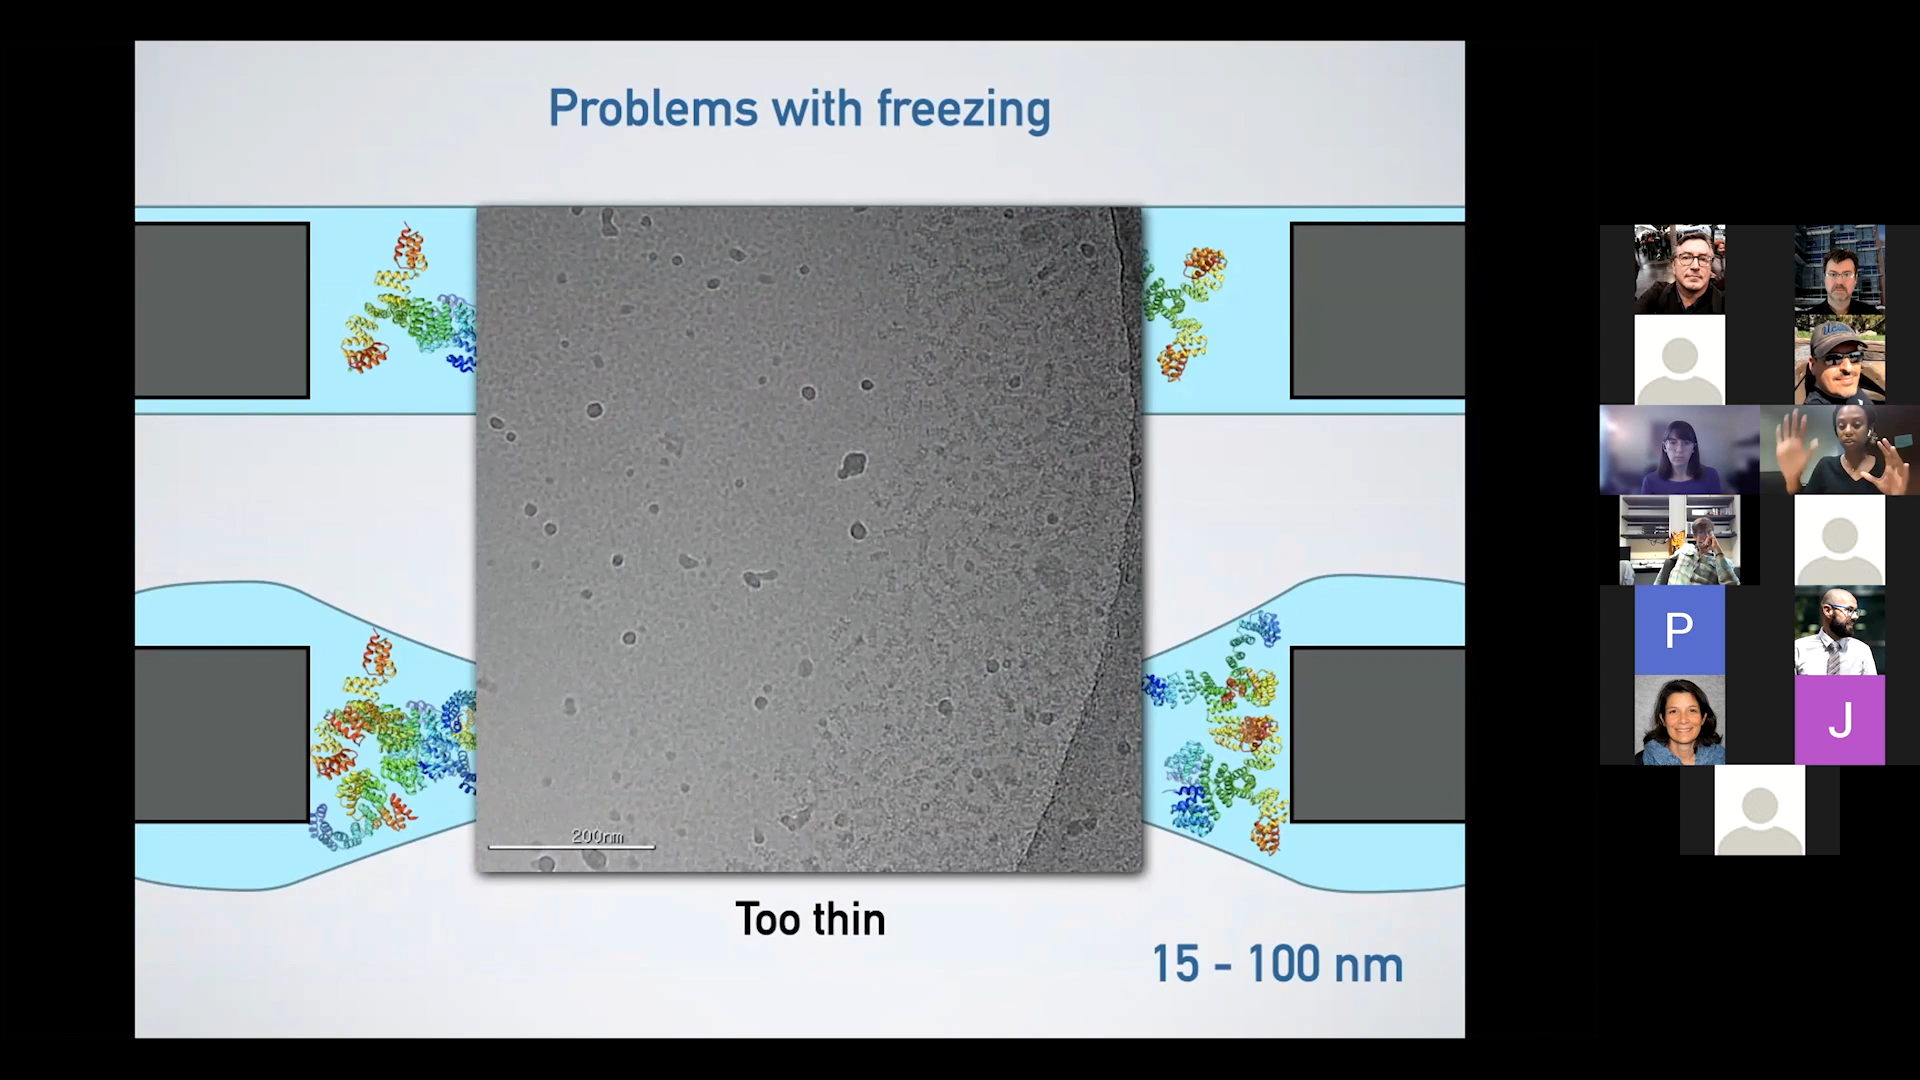 Problems with freezing
200nm
Too thin
15 - 100 nm
P
J